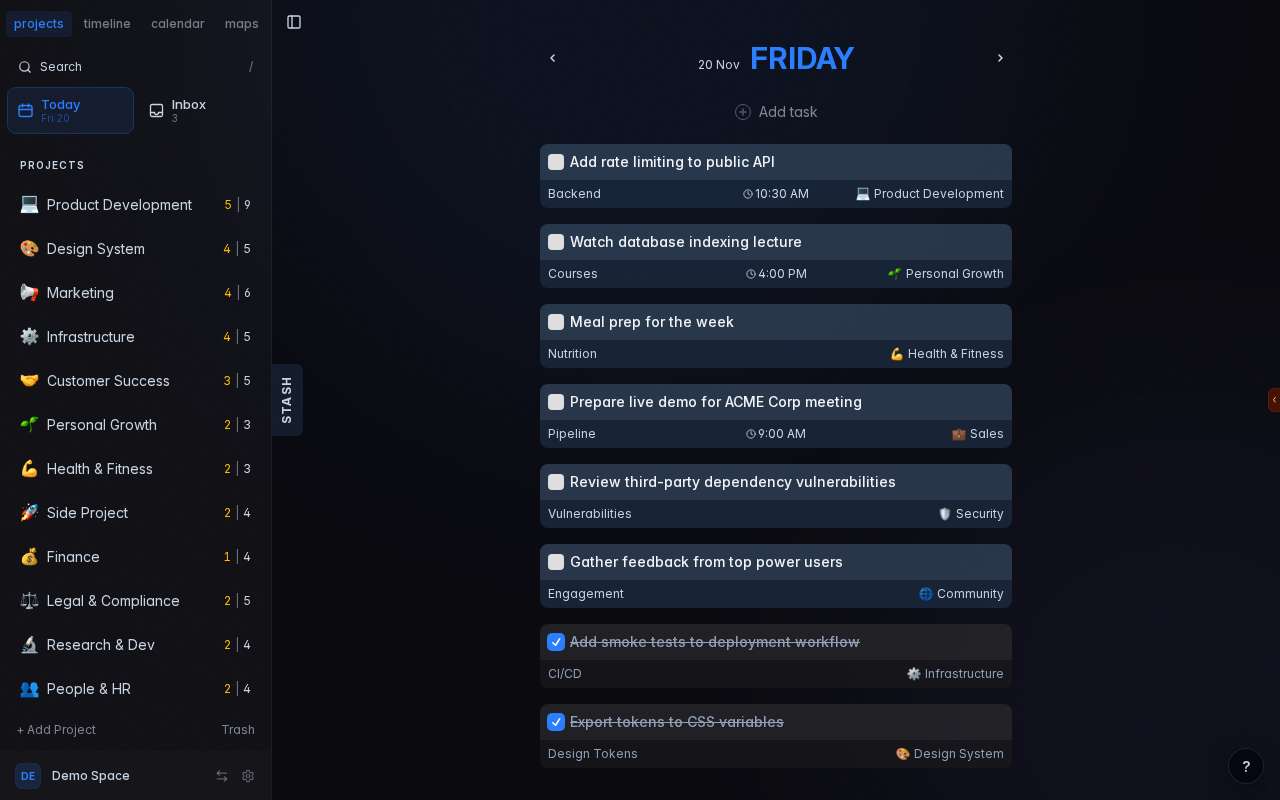 projects timeline calendar maps
Search /
Today
Fri 20
Inbox
3
PROJECTS
Product Development 5 | 9
Design System 4 | 5
Marketing 4 | 6
Infrastructure 4 | 5
Customer Success 3 | 5
Personal Growth 2 | 3
Health & Fitness 2 | 3
Side Project 2 | 4
Finance 1 | 4
Legal & Compliance 2 | 5
Research & Dev 2 | 4
People & HR 2 | 4
+ Add Project Trash
DE Demo Space
STASH
20 Nov FRIDAY
Add task
Add rate limiting to public API
Backend 10:30 AM Product Development
Watch database indexing lecture
Courses 4:00 PM Personal Growth
Meal prep for the week
Nutrition Health & Fitness
Prepare live demo for ACME Corp meeting
Pipeline 9:00 AM Sales
Review third-party dependency vulnerabilities
Vulnerabilities Security
Gather feedback from top power users
Engagement Community
Add smoke tests to deployment workflow
CI/CD Infrastructure
Export tokens to CSS variables
Design Tokens Design System
?